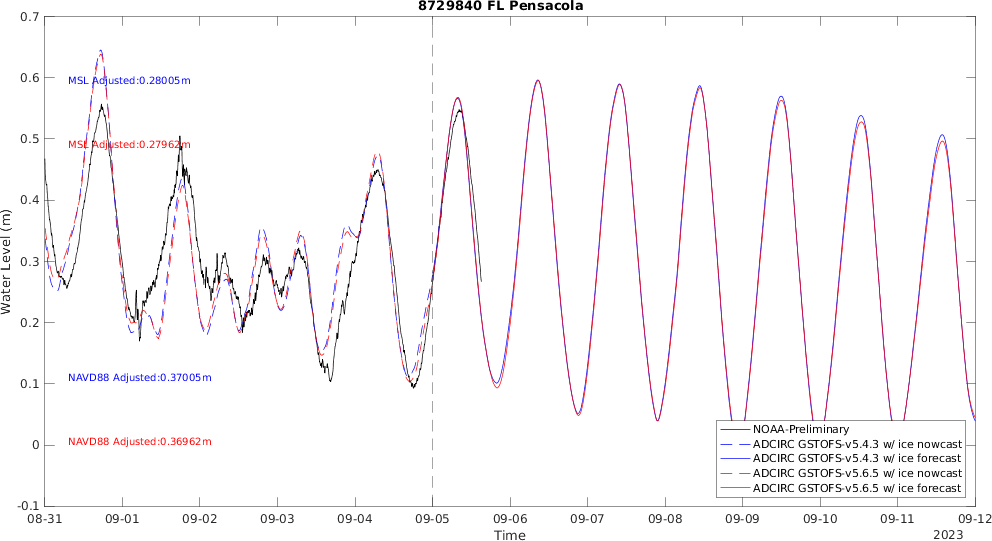 8729840 FL Pensacola
0.7
0.6
0.5
0.4
0.3
0.2
0.1
0
-0.1
Water Level (m)
MSL Adjusted:0.28005m
MSL Adjusted:0.27962m
NAVD88 Adjusted:0.37005m
NAVD88 Adjusted:0.36962m
NOAA-Preliminary
ADCIRC GSTOFS-v5.4.3 w/ ice nowcast
ADCIRC GSTOFS-v5.4.3 w/ ice forecast
ADCIRC GSTOFS-v5.6.5 w/ ice nowcast
ADCIRC GSTOFS-v5.6.5 w/ ice forecast
08-31 09-01 09-02 09-03 09-04 09-05 09-06 09-07 09-08 09-09 09-10 09-11 09-12
Time
2023